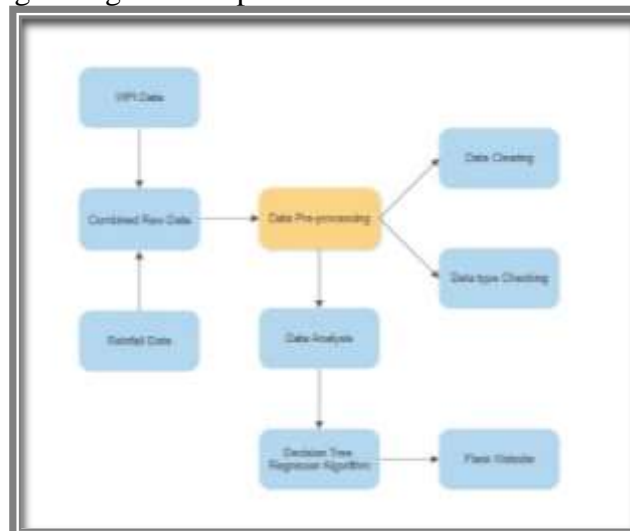 WPI Data
Combined Raw Data
Data Pre-processing
Data Cleaning
Data type Checking
Rainfall Data
Data Analysis
Decision Tree
Regressor Algorithm
Flask Website